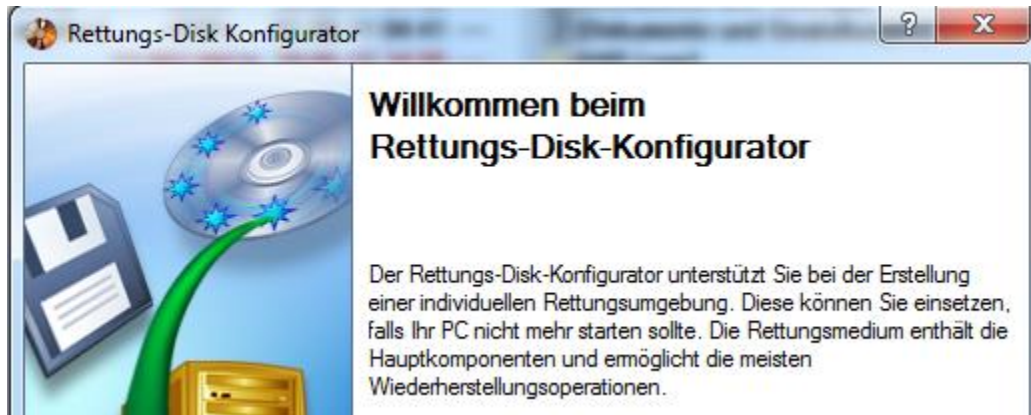 Rettungs-Disk Konfigurator
Willkommen beim
Rettungs-Disk-Konfigurator
Der Rettungs-Disk-Konfigurator unterstützt Sie bei der Erstellung
einer individuellen Rettungsumgebung. Diese können Sie einsetzen,
falls Ihr PC nicht mehr starten sollte. Die Rettungsmedium enthält die
Hauptkomponenten und ermöglicht die meisten
Wiederherstellungsoperationen.